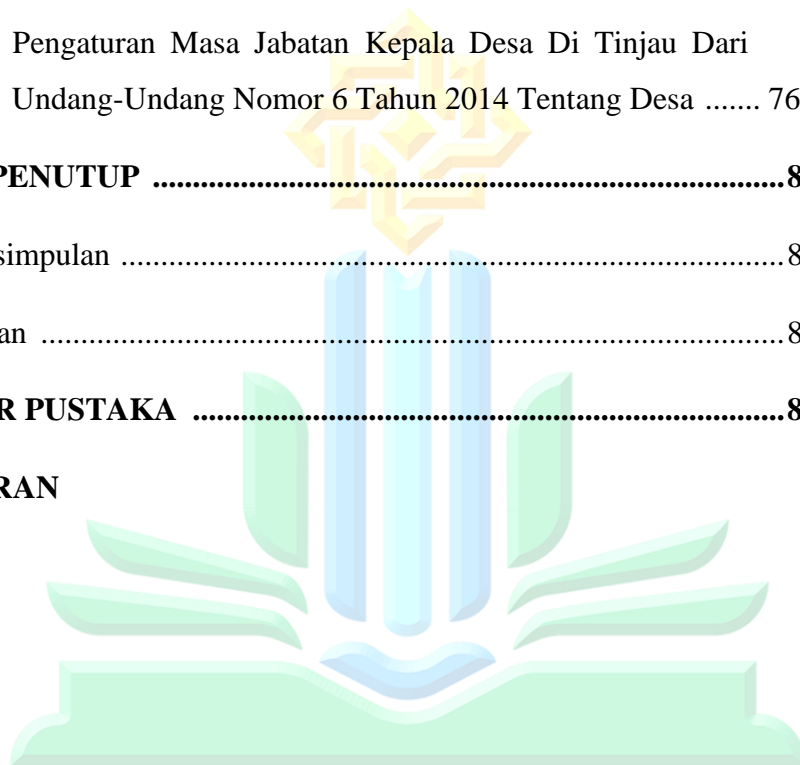 Pengaturan Masa Jabatan Kepala Desa Di Tinjau Dari
Undang-Undang Nomor 6 Tahun 2014 Tentang Desa ....... 76
PENUTUP ................................................................................8
simpulan ....................................................................................8
an ..............................................................................................8
R PUSTAKA ...........................................................................8
RAN